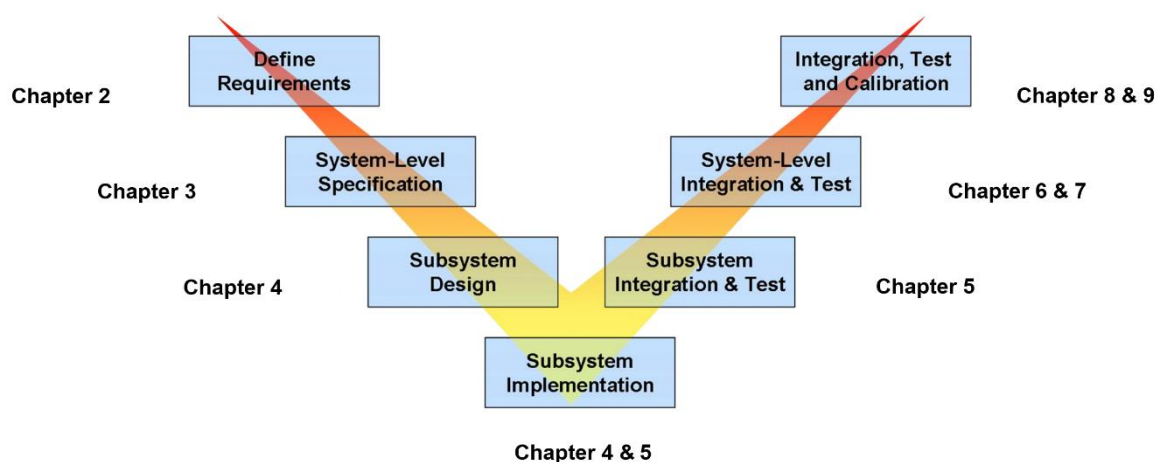 Define
Requirements
Integration, Test
and Calibration
Chapter 2
Chapter 8 & 9
System-Level
Specification
System-Level
Integration & Test
Chapter 3
Chapter 6 & 7
Subsystem
Design
Subsystem
Integration & Test
Chapter 4
Chapter 5
Subsystem
Implementation
Chapter 4 & 5